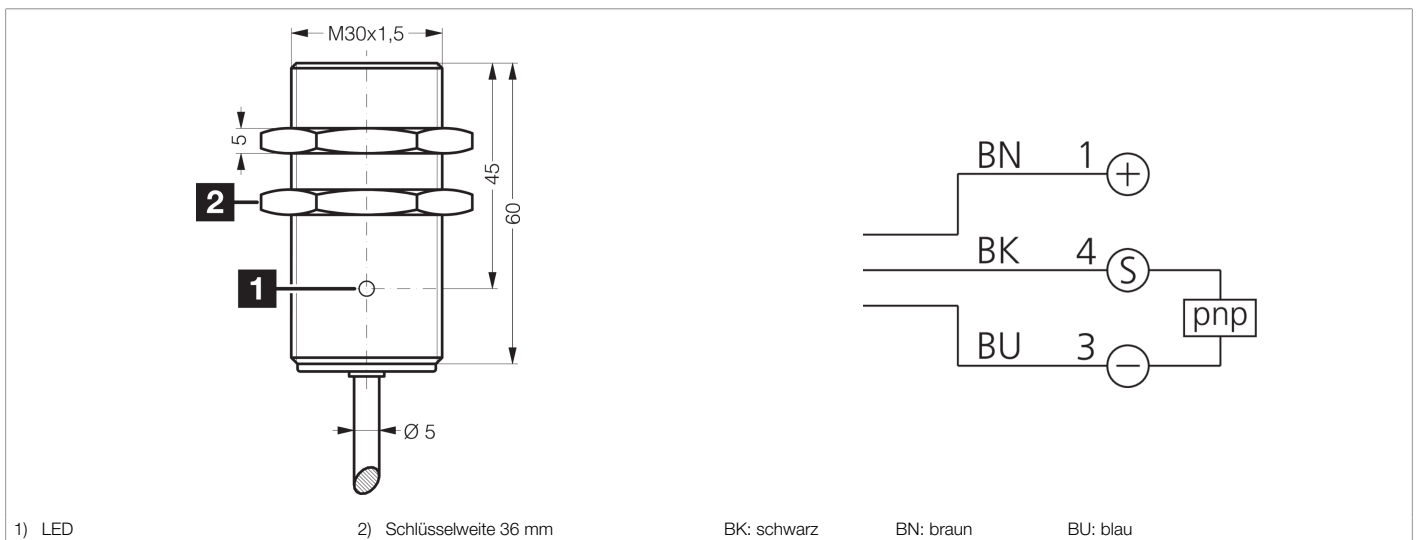 M30x1,5
5
45
60
2
1
Ø 5
BN 1 +
BK 4 S
pnp
BU 3 −
1) LED 2) Schlüsselweite 36 mm BK: schwarz BN: braun BU: blau